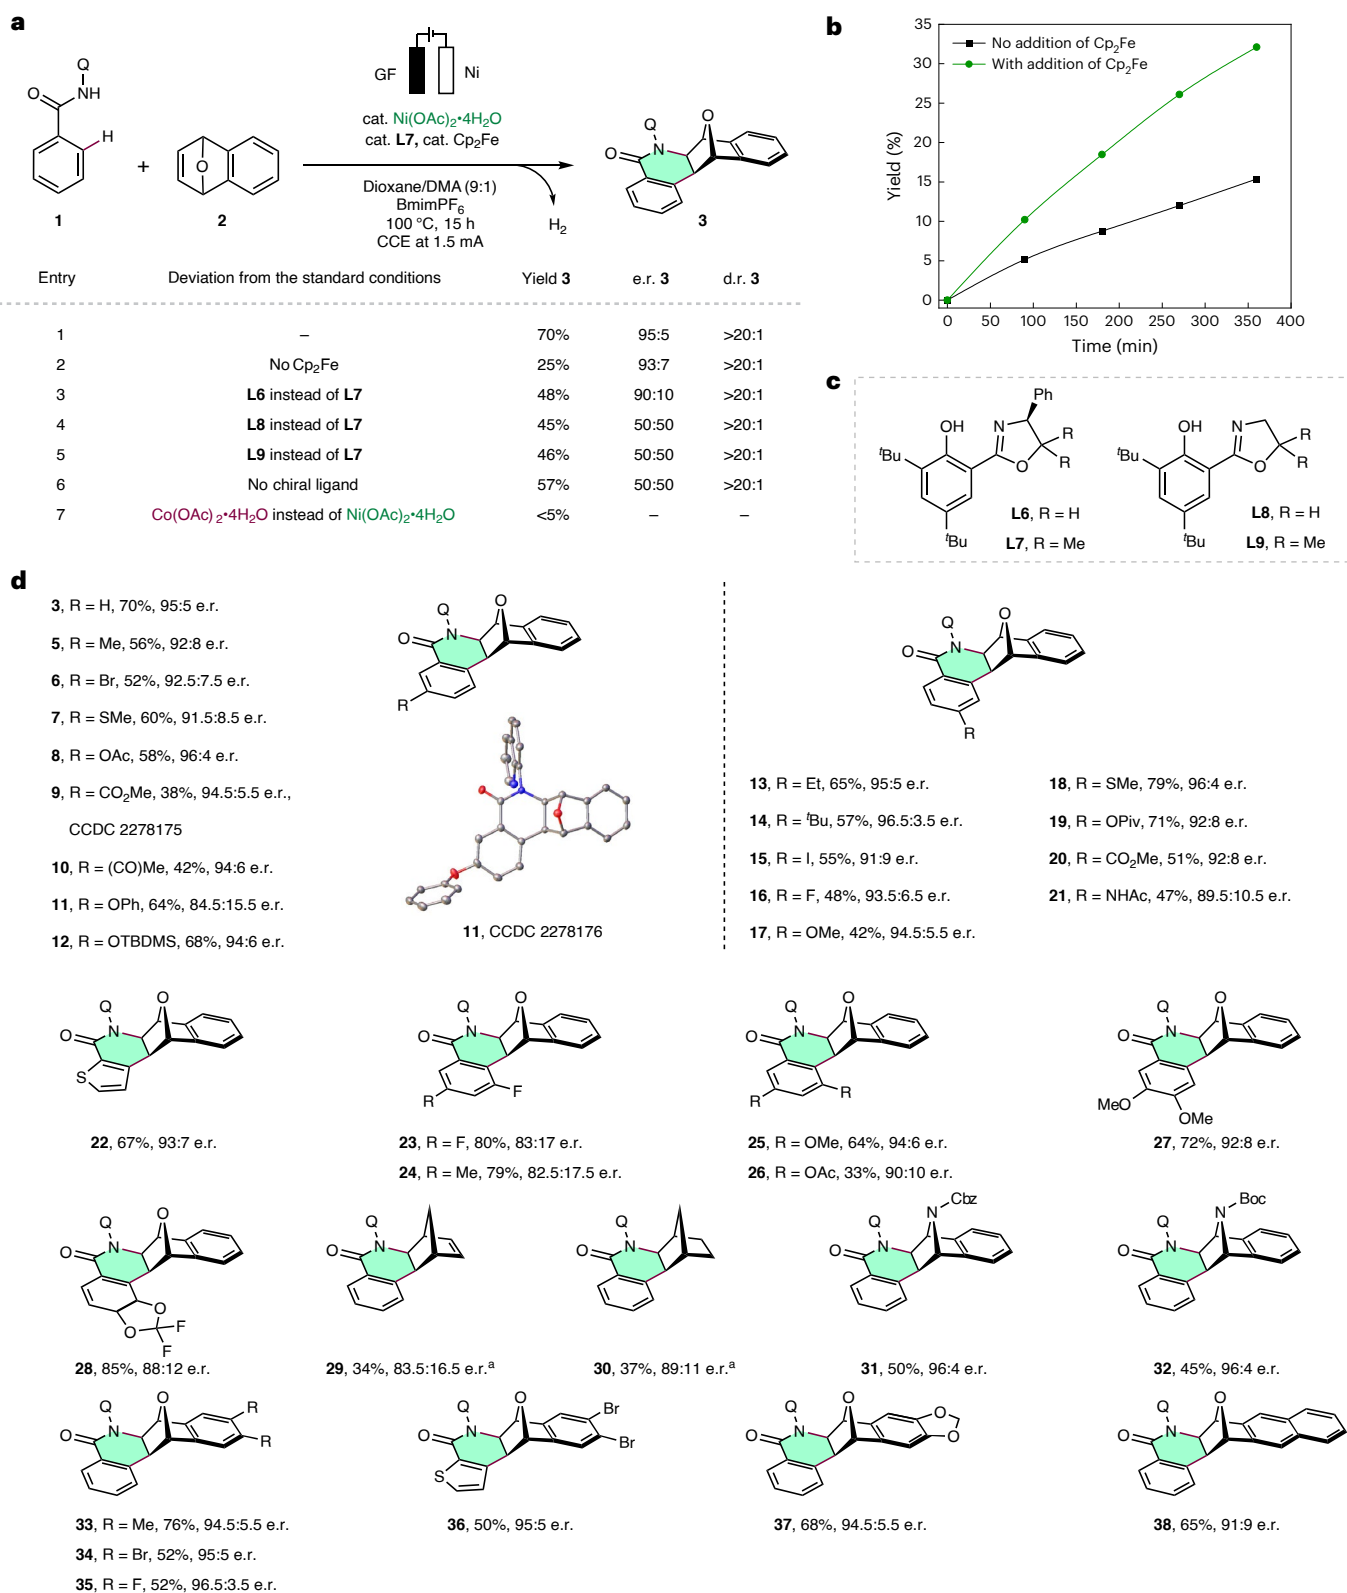 a
Q
NH
O
H
1
+
O
2
GF
Ni
cat. Ni(OAc)2•4H2O
cat. L7, cat. Cp2Fe
Dioxane/DMA (9:1)
BmimPF6
100 °C, 15 h
CCE at 1.5 mA
H2
Q
O
N
O
3
Entry Deviation from the standard conditions Yield 3 e.r. 3 d.r. 3
1 – 70% 95:5 >20:1
2 No Cp2Fe 25% 93:7 >20:1
3 L6 instead of L7 48% 90:10 >20:1
4 L8 instead of L7 45% 50:50 >20:1
5 L9 instead of L7 46% 50:50 >20:1
6 No chiral ligand 57% 50:50 >20:1
7 Co(OAc)2•4H2O instead of Ni(OAc)2•4H2O <5% – –
b
No addition of Cp2Fe
With addition of Cp2Fe
Yield (%)
35
30
25
20
15
10
5
0
0 50 100 150 200 250 300 350 400
Time (min)
c
Ph
OH N R
tBu O R
tBu
L6, R = H
L7, R = Me
OH N R
tBu O R
tBu
L8, R = H
L9, R = Me
d
3, R = H, 70%, 95:5 e.r.
5, R = Me, 56%, 92:8 e.r.
6, R = Br, 52%, 92.5:7.5 e.r.
7, R = SMe, 60%, 91.5:8.5 e.r.
8, R = OAc, 58%, 96:4 e.r.
9, R = CO2Me, 38%, 94.5:5.5 e.r.,
CCDC 2278175
10, R = (CO)Me, 42%, 94:6 e.r.
11, R = OPh, 64%, 84.5:15.5 e.r.
12, R = OTBDMS, 68%, 94:6 e.r.
Q O
O N
R
11, CCDC 2278176
Q O
O N
R
13, R = Et, 65%, 95:5 e.r.
14, R = tBu, 57%, 96.5:3.5 e.r.
15, R = I, 55%, 91:9 e.r.
16, R = F, 48%, 93.5:6.5 e.r.
17, R = OMe, 42%, 94.5:5.5 e.r.
18, R = SMe, 79%, 96:4 e.r.
19, R = OPiv, 71%, 92:8 e.r.
20, R = CO2Me, 51%, 92:8 e.r.
21, R = NHAc, 47%, 89.5:10.5 e.r.
Q O
O N
S
22, 67%, 93:7 e.r.
Q O
O N
R F
23, R = F, 80%, 83:17 e.r.
24, R = Me, 79%, 82.5:17.5 e.r.
Q O
O N
R R
25, R = OMe, 64%, 94:6 e.r.
26, R = OAc, 33%, 90:10 e.r.
Q O
O N
MeO
OMe
27, 72%, 92:8 e.r.
Q O
O N
O
O F
F
28, 85%, 88:12 e.r.
Q
O N
29, 34%, 83.5:16.5 e.r.a
Q
O N
30, 37%, 89:11 e.r.a
Cbz
Q N
O N
31, 50%, 96:4 e.r.
Boc
Q N
O N
32, 45%, 96:4 e.r.
Q O R
O N R
33, R = Me, 76%, 94.5:5.5 e.r.
34, R = Br, 52%, 95:5 e.r.
35, R = F, 52%, 96.5:3.5 e.r.
Q O Br
O N Br
S
36, 50%, 95:5 e.r.
Q O O
O N O
37, 68%, 94.5:5.5 e.r.
Q O
O N
38, 65%, 91:9 e.r.